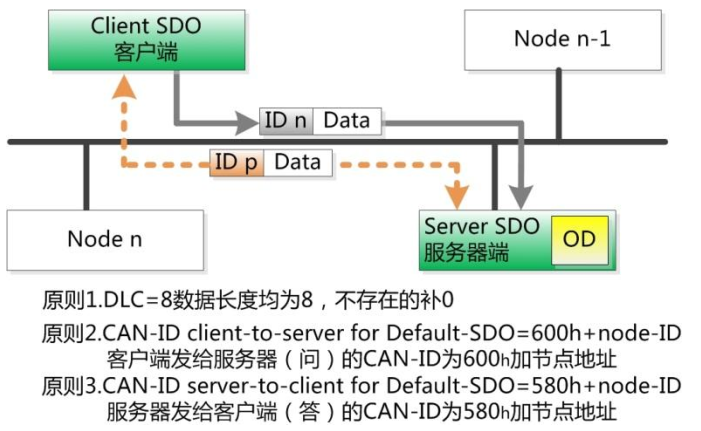 Client SDO
客户端
Node n-1
ID n Data
ID p Data
Node n
Server SDO
服务器端
OD
原则1.DLC=8数据长度均为8，不存在的补0
原则2.CAN-ID client-to-server for Default-SDO=600h+node-ID
客户端发给服务器（问）的CAN-ID为600h加节点地址
原则3.CAN-ID server-to-client for Default-SDO=580h+node-ID
服务器发给客户端（答）的CAN-ID为580h加节点地址